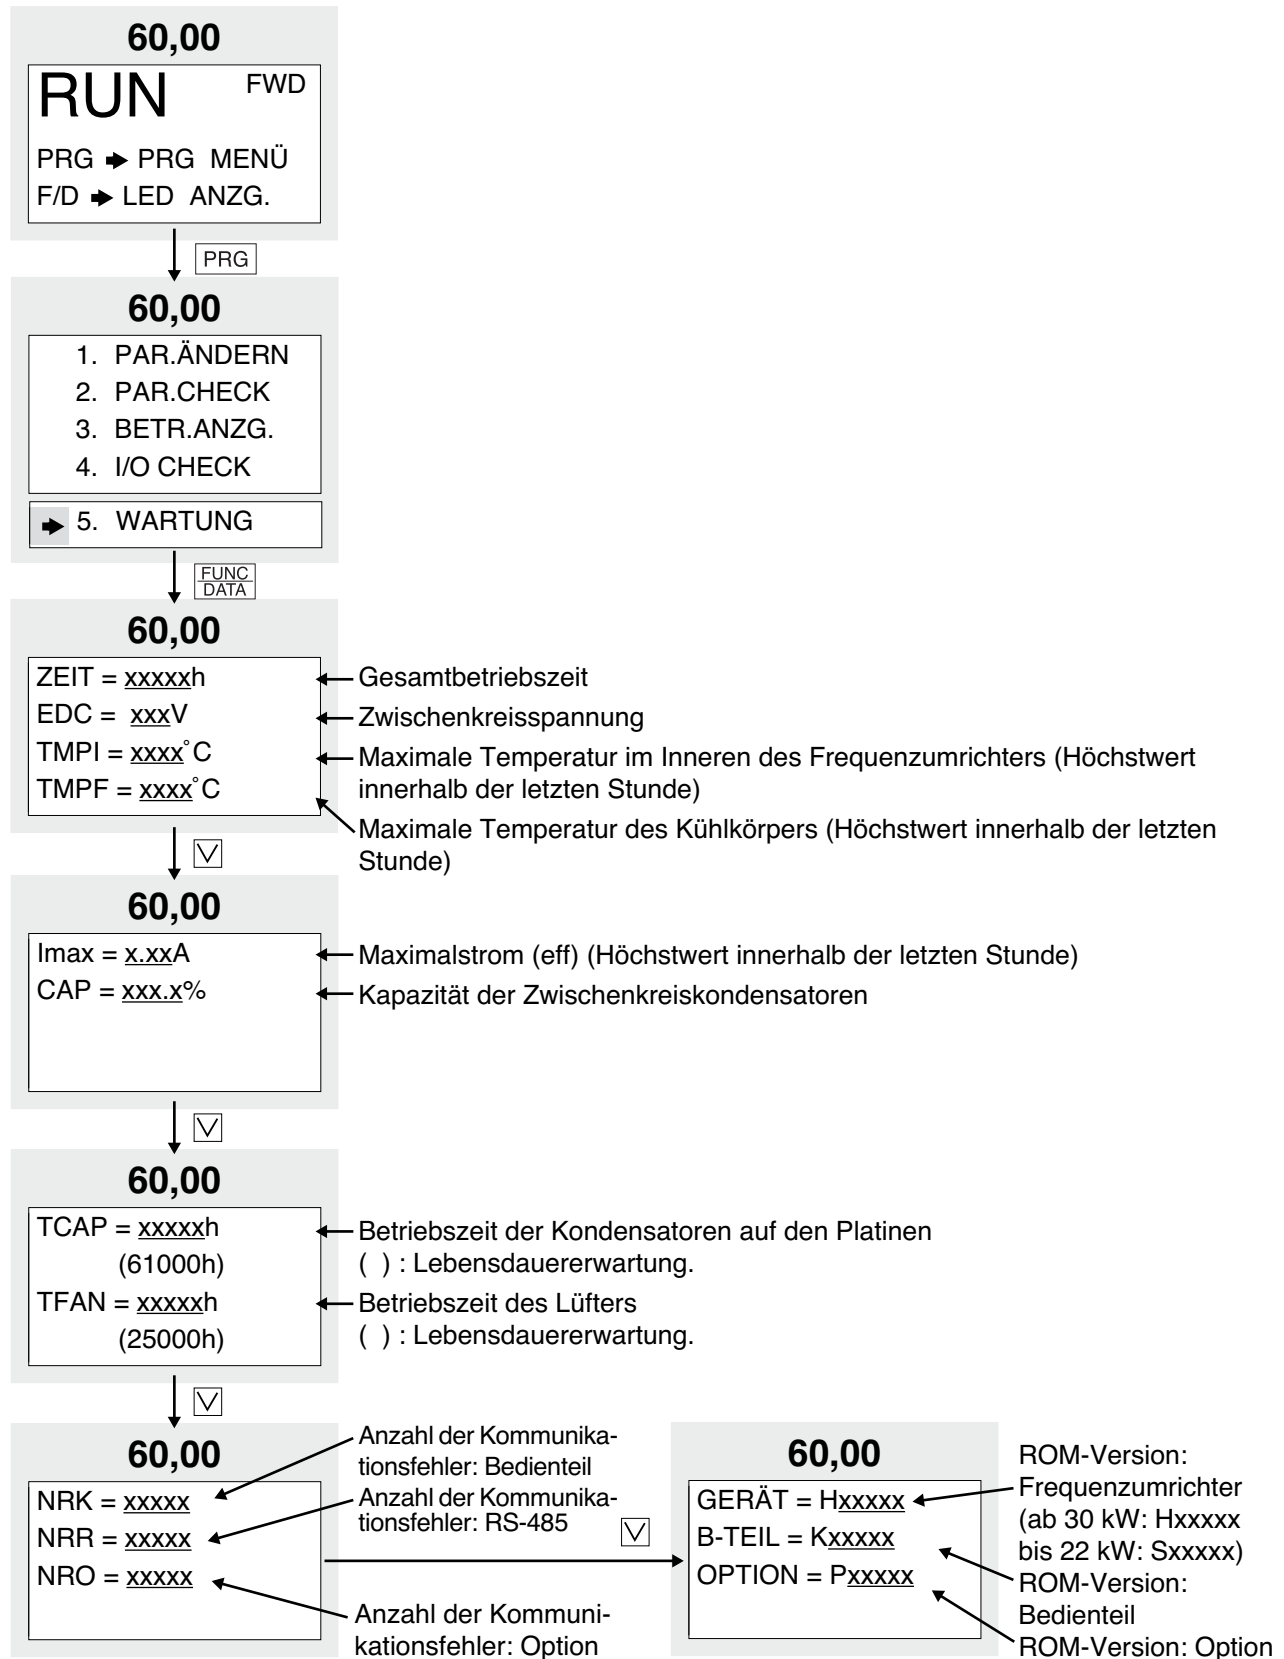 60,00
RUN FWD
PRG ➡ PRG MENÜ
F/D ➡ LED ANZG.
PRG
60,00
1. PAR.ÄNDERN
2. PAR.CHECK
3. BETR.ANZG.
4. I/O CHECK
➡ 5. WARTUNG
FUNC
DATA
60,00
ZEIT = xxxxxh
Gesamtbetriebszeit
EDC = xxxV
Zwischenkreisspannung
TMPI = xxxx°C
Maximale Temperatur im Inneren des Frequenzumrichters (Höchstwert
innerhalb der letzten Stunde)
TMPF = xxxx°C
Maximale Temperatur des Kühlkörpers (Höchstwert innerhalb der letzten
Stunde)
60,00
Imax = x.xxA
Maximalstrom (eff) (Höchstwert innerhalb der letzten Stunde)
CAP = xxx.x%
Kapazität der Zwischenkreiskondensatoren
60,00
TCAP = xxxxxh
Betriebszeit der Kondensatoren auf den Platinen
(61000h)
( ) : Lebensdauererwartung.
TFAN = xxxxxh
Betriebszeit des Lüfters
(25000h)
( ) : Lebensdauererwartung.
60,00
NRK = xxxxx
NRR = xxxxx
NRO = xxxxx
Anzahl der Kommunika-
tionsfehler: Bedienteil
Anzahl der Kommunika-
tionsfehler: RS-485
Anzahl der Kommuni-
kationsfehler: Option
60,00
GERÄT = Hxxxxx
B-TEIL = Kxxxxx
OPTION = Pxxxxx
ROM-Version:
Frequenzumrichter
(ab 30 kW: Hxxxxx
bis 22 kW: Sxxxxx)
ROM-Version:
Bedienteil
ROM-Version: Option